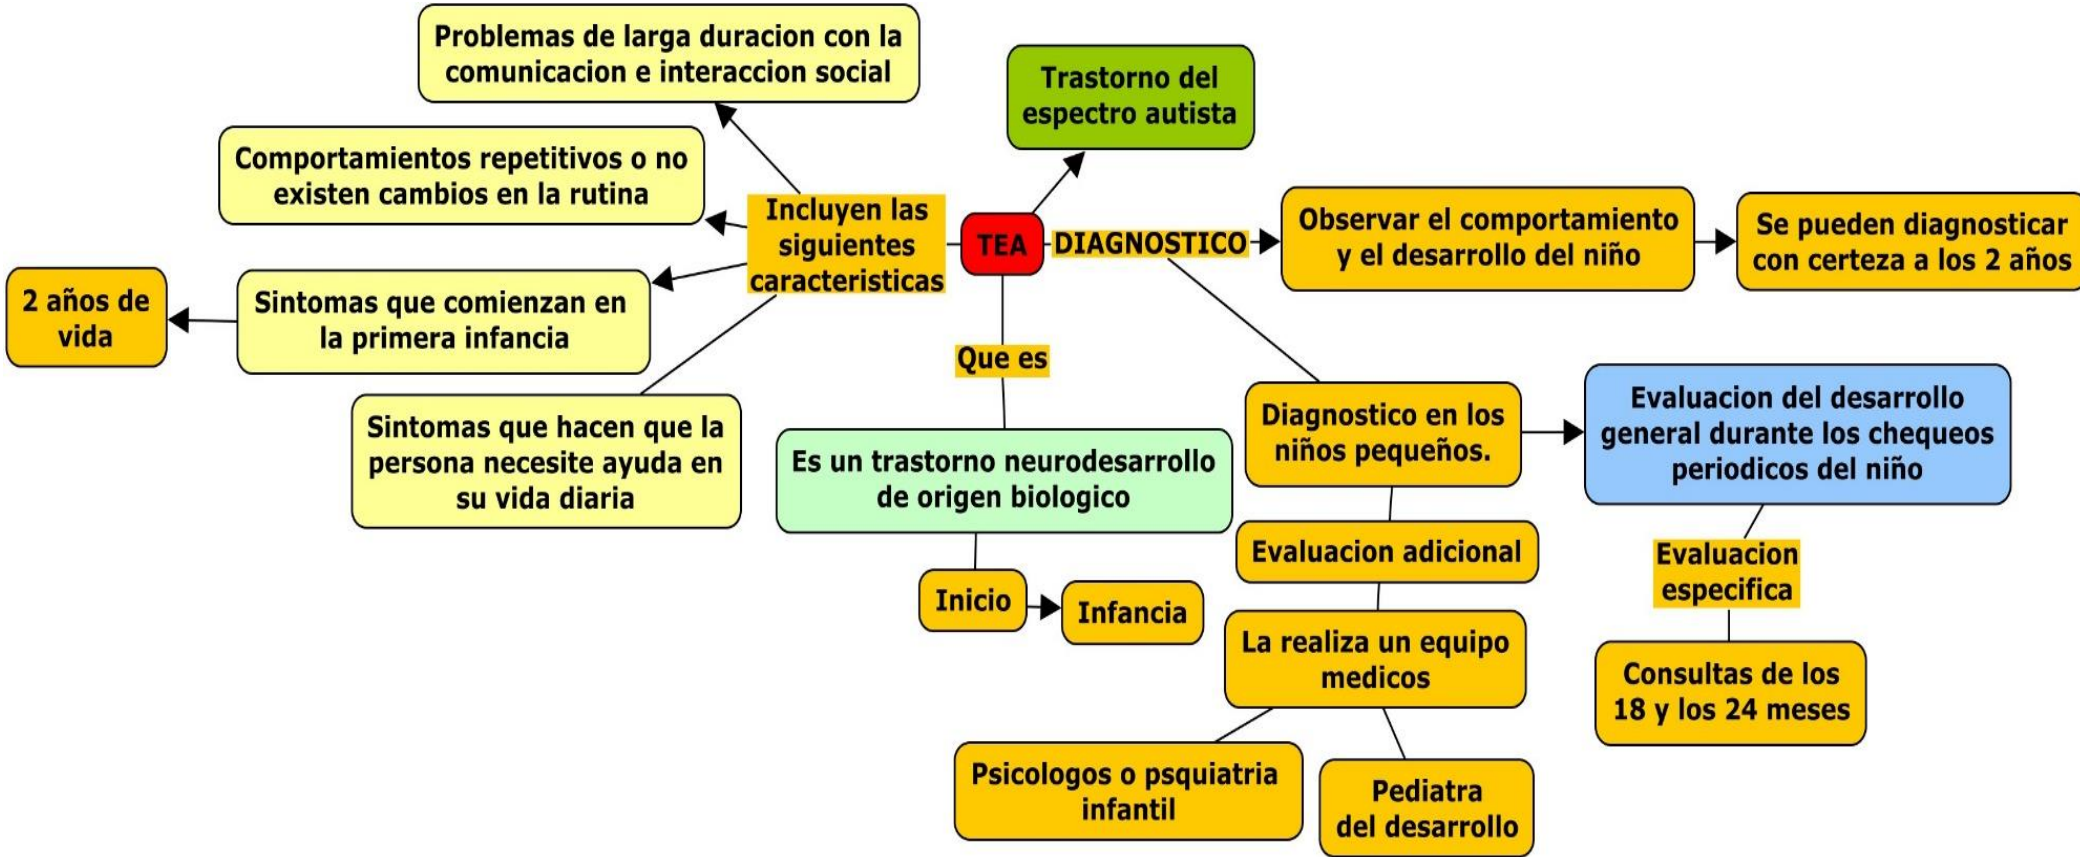 Problemas de larga duracion con la
comunicacion e interaccion social
Trastorno del
espectro autista
Comportamientos repetitivos o no
existen cambios en la rutina
Incluyen las
siguientes
caracteristicas
TEA
DIAGNOSTICO
Observar el comportamiento
y el desarrollo del niño
Se pueden diagnosticar
con certeza a los 2 años
2 años de
vida
Sintomas que comienzan en
la primera infancia
Que es
Sintomas que hacen que la
persona necesite ayuda en
su vida diaria
Es un trastorno neurodesarrollo
de origen biologico
Diagnostico en los
niños pequeños.
Evaluacion del desarrollo
general durante los chequeos
periodicos del niño
Evaluacion adicional
Evaluacion
especifica
Inicio
Infancia
La realiza un equipo
medicos
Consultas de los
18 y los 24 meses
Psicologos o psquiatria
infantil
Pediatra
del desarrollo